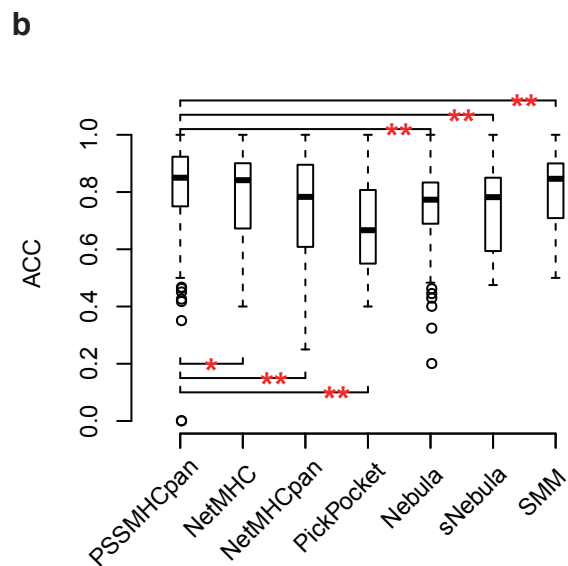 b
**
**
**
1.0
0.8
0.6
0.4
0.2
0.0
ACC
*
**
**
PSSMHCpan
NetMHC
NetMHCpan
PickPocket
Nebula
sNebula
SMM